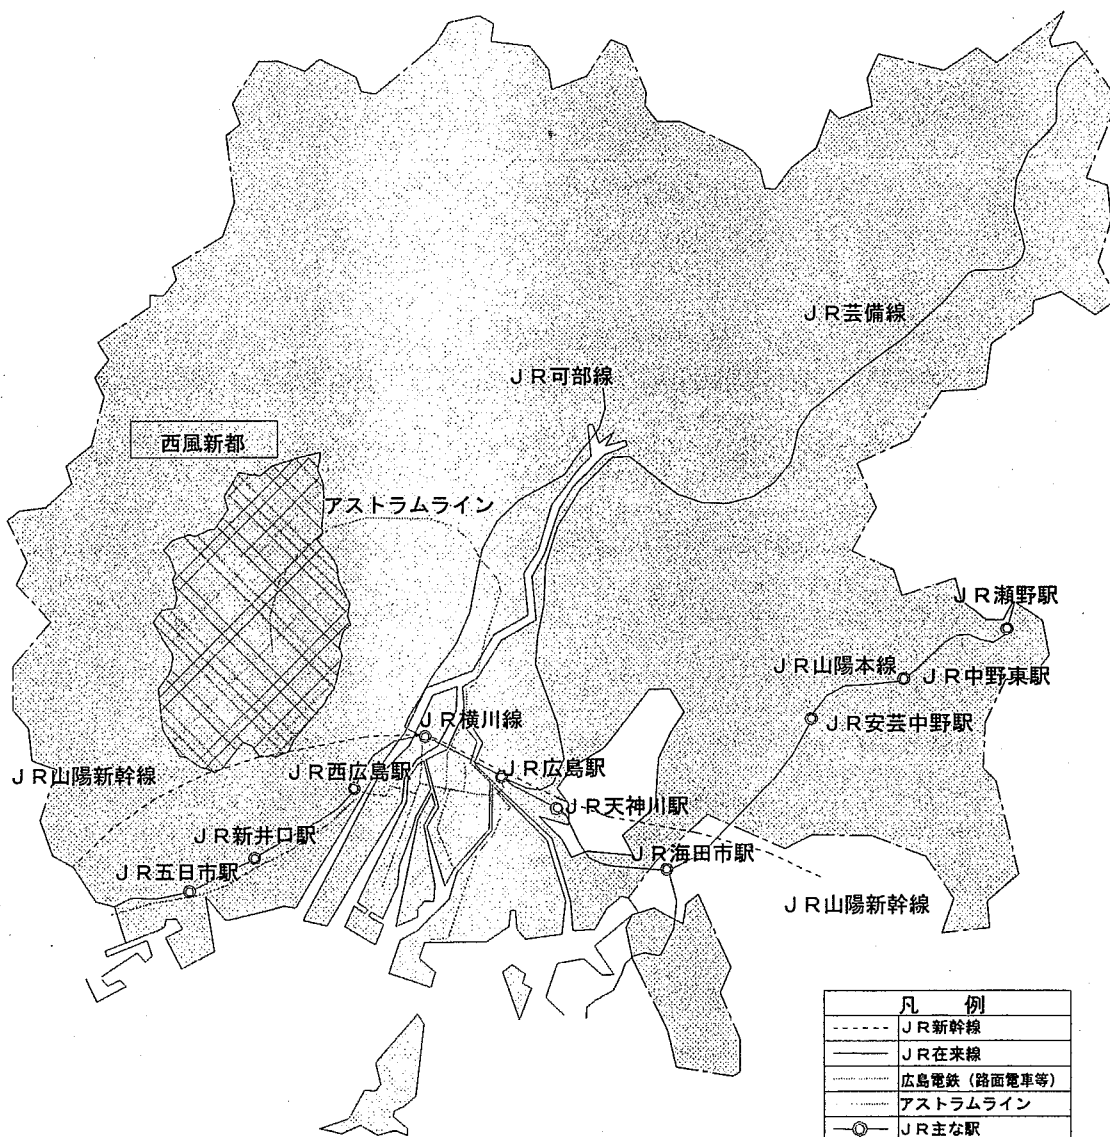 JR芸備線
JR可部線
西風新都
アストラムライン
JR瀬野駅
JR山陽本線
JR中野東駅
JR安芸中野駅
JR横川線
JR山陽新幹線
JR西広島駅
JR広島駅
JR天神川駅
JR新井口駅
JR海田市駅
JR五日市駅
JR山陽新幹線
凡 例
JR新幹線
JR在来線
広島電鉄（路面電車等）
アストラムライン
JR主な駅